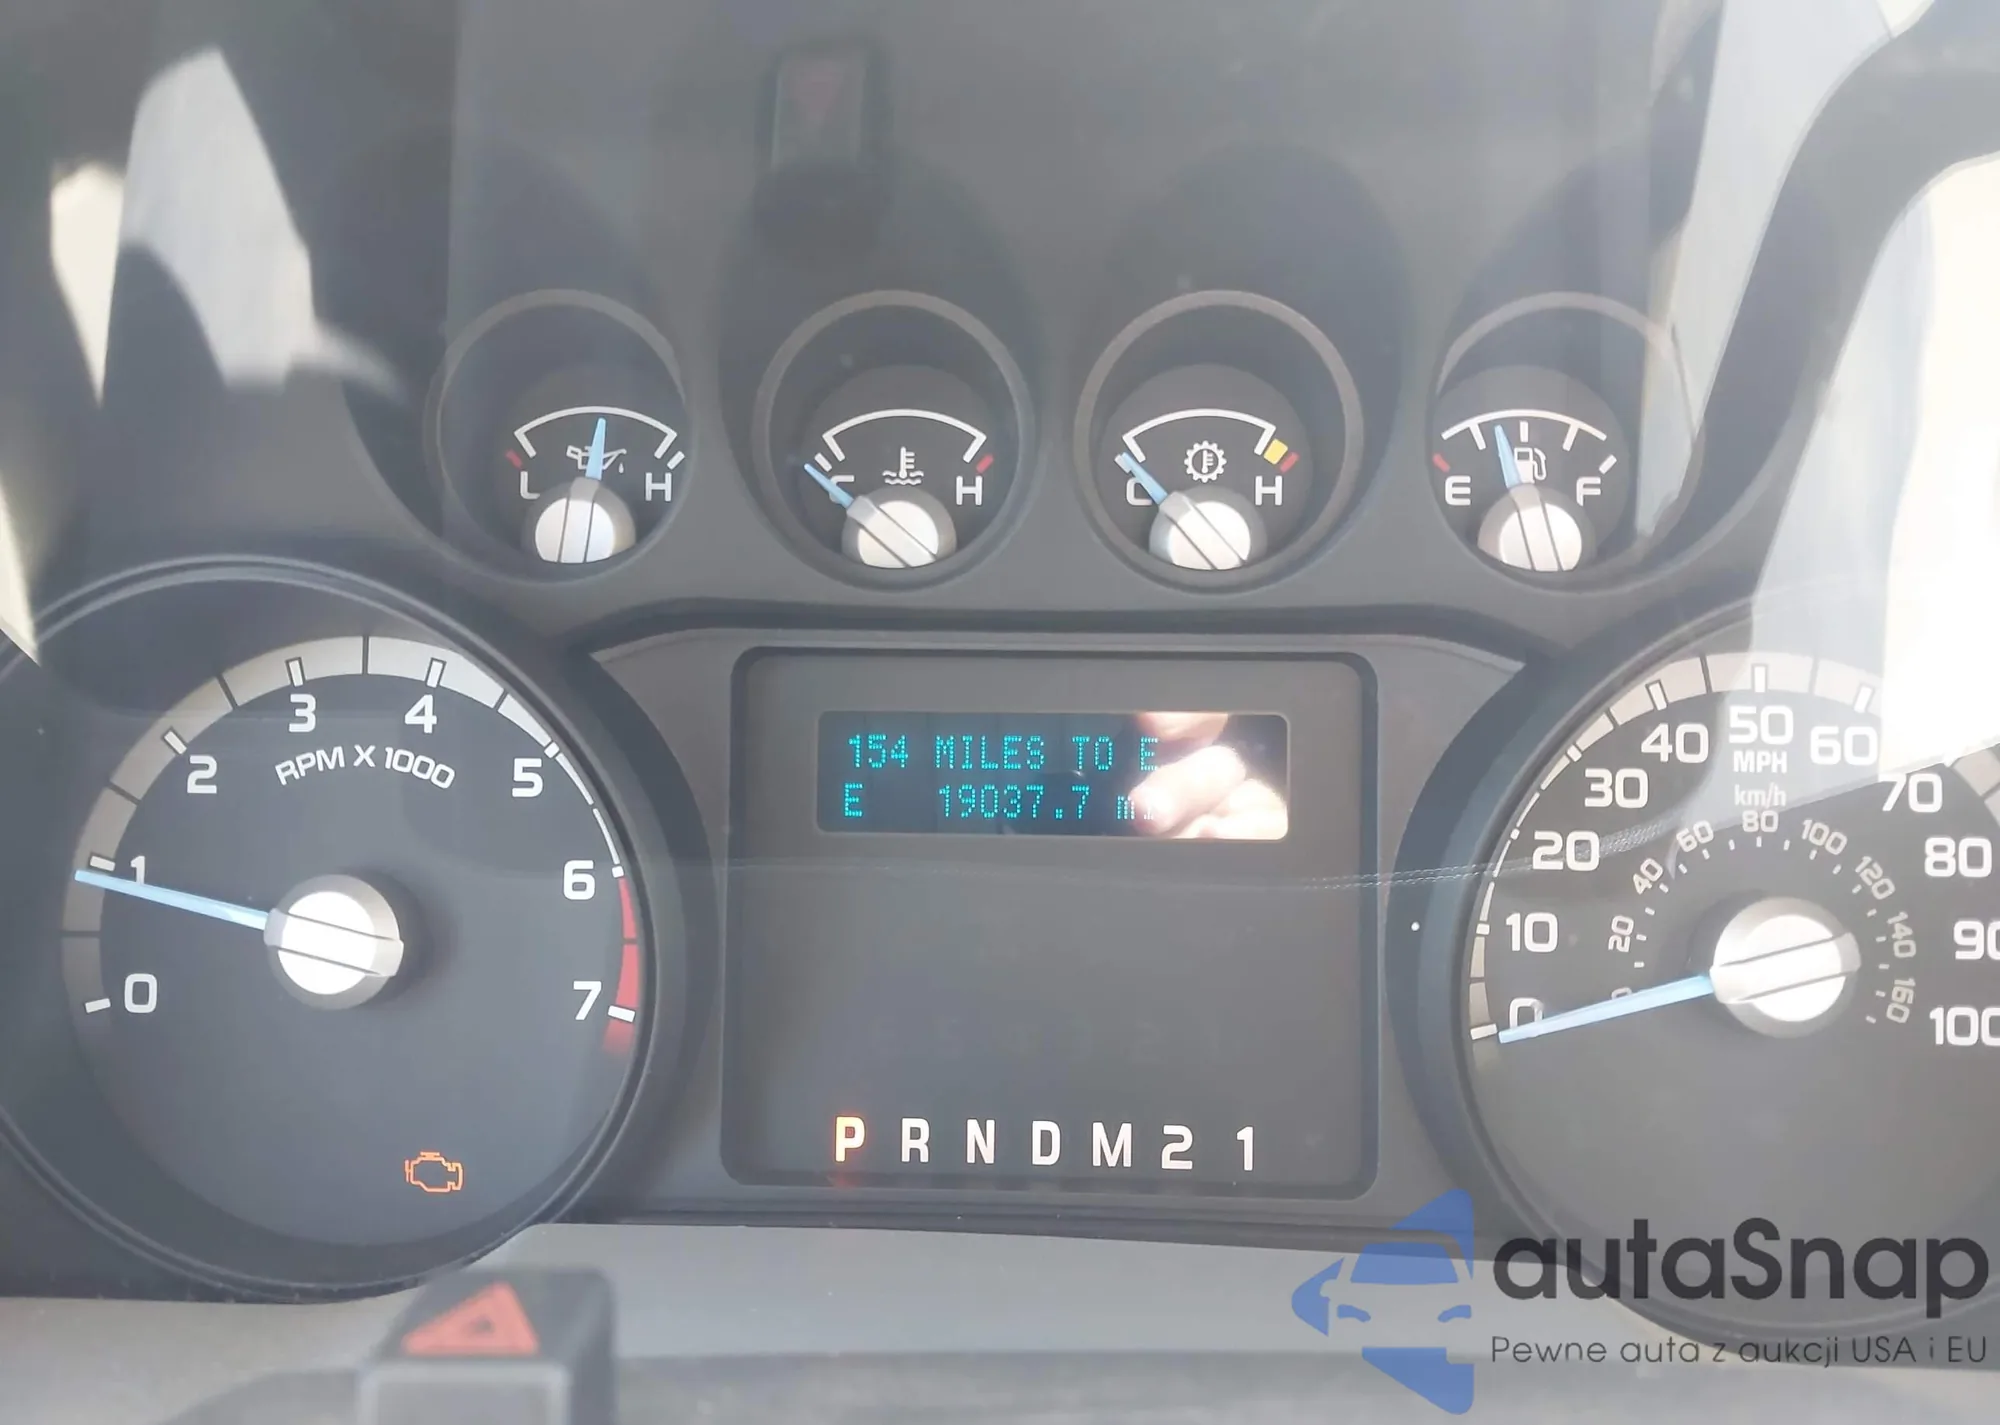 L H
C H
C H
E F
0 1 2 3 4 5 6 7
RPM X 1000
154 MILES TO E
E 19037.7 mi
P R N D M 2 1
0 10 20 30 40 50 60 70 80 90 100
MPH
km/h
0 20 40 60 80 100 120 140 160
autaSnap
Pewne auta z aukcji USA i EU